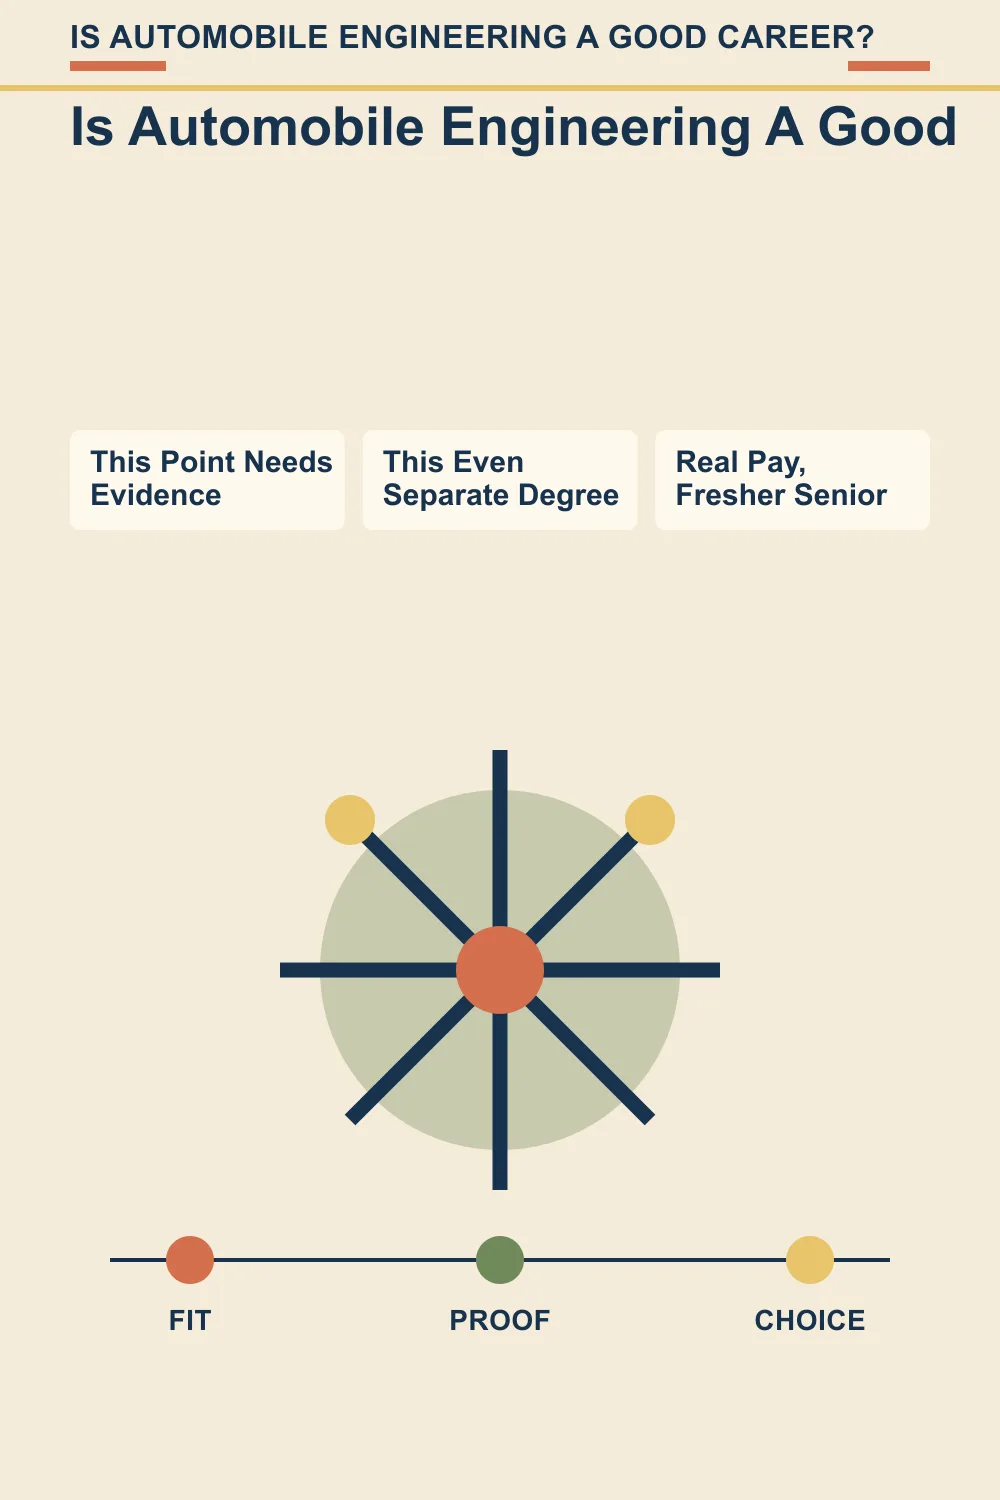 IS AUTOMOBILE ENGINEERING A GOOD CAREER?
Is Automobile Engineering A Good
This Point Needs
Evidence
This Even
Separate Degree
Real Pay,
Fresher Senior
FIT
PROOF
CHOICE